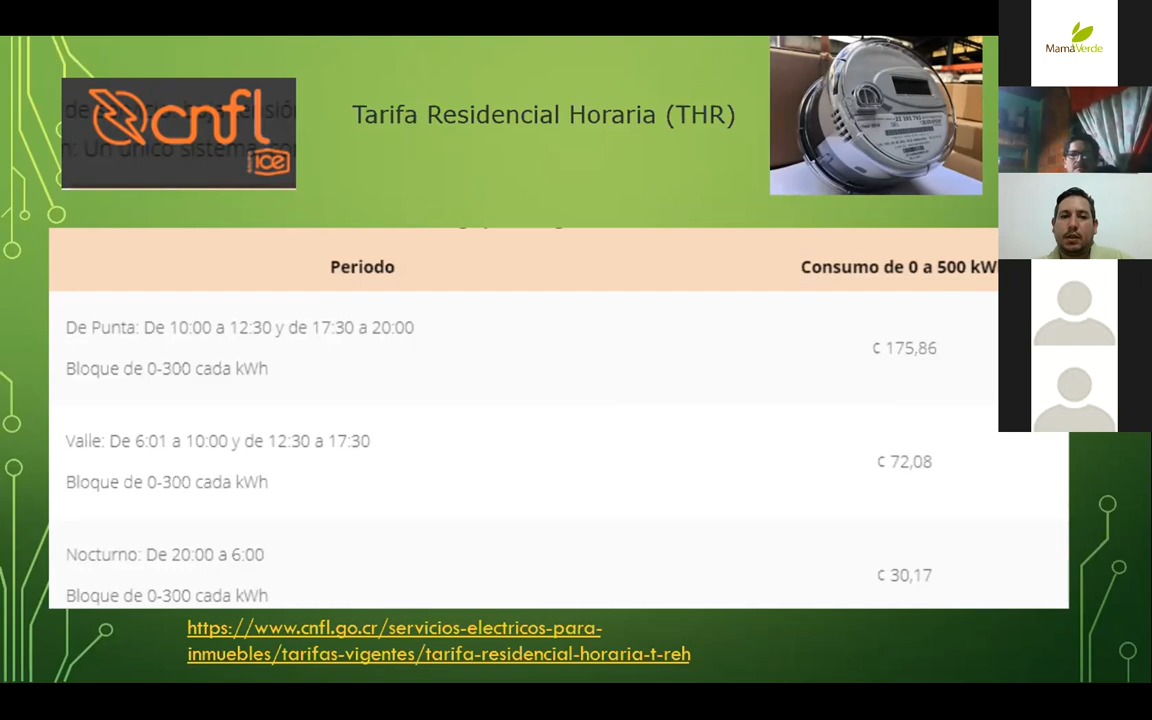 MamáVerde
cnfl
ice
Tarifa Residencial Horaria (THR)
Periodo
Consumo de 0 a 500 kW
De Punta: De 10:00 a 12:30 y de 17:30 a 20:00
Bloque de 0-300 cada kWh
₡ 175,86
Valle: De 6:01 a 10:00 y de 12:30 a 17:30
Bloque de 0-300 cada kWh
₡ 72,08
Nocturno: De 20:00 a 6:00
Bloque de 0-300 cada kWh
₡ 30,17
https://www.cnfl.go.cr/servicios-electricos-para-
inmuebles/tarifas-vigentes/tarifa-residencial-horaria-t-reh